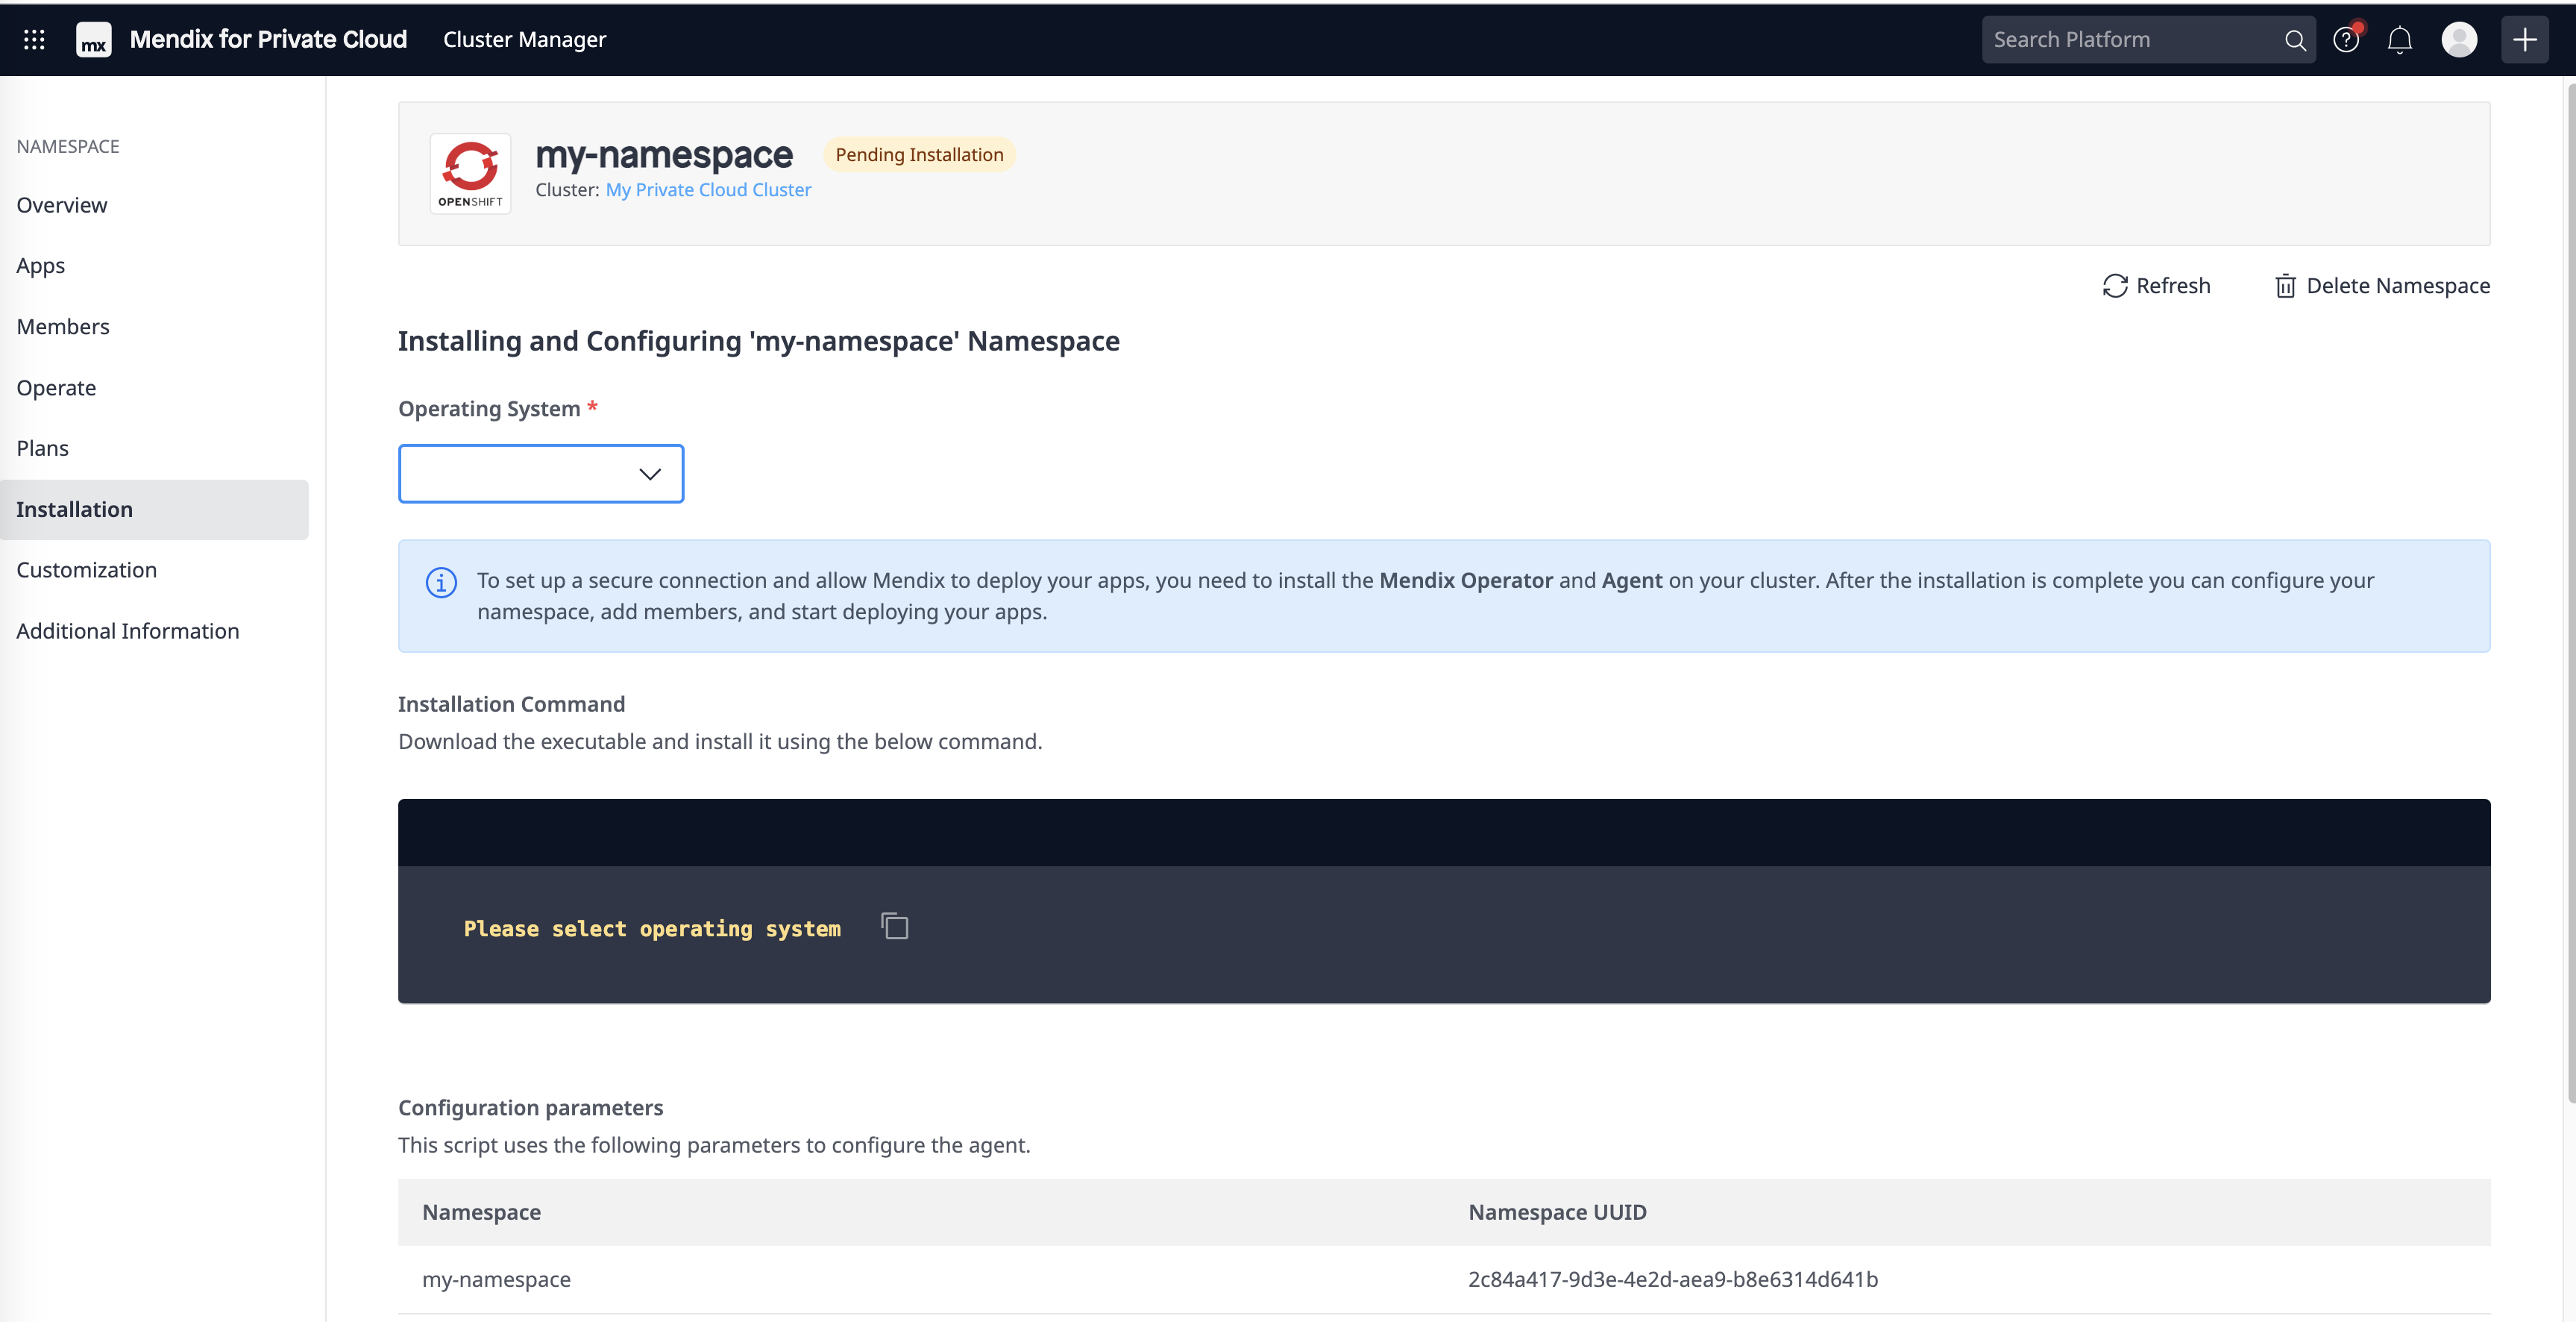 mx Mendix for Private Cloud Cluster Manager Search Platform
NAMESPACE
Overview
Apps
Members
Operate
Plans
Installation
Customization
Additional Information
OPENSHIFT
my-namespace Pending Installation
Cluster: My Private Cloud Cluster
Refresh Delete Namespace
Installing and Configuring 'my-namespace' Namespace
Operating System *
To set up a secure connection and allow Mendix to deploy your apps, you need to install the Mendix Operator and Agent on your cluster. After the installation is complete you can configure your
namespace, add members, and start deploying your apps.
Installation Command
Download the executable and install it using the below command.
Please select operating system
Configuration parameters
This script uses the following parameters to configure the agent.
Namespace Namespace UUID
my-namespace 2c84a417-9d3e-4e2d-aea9-b8e6314d641b